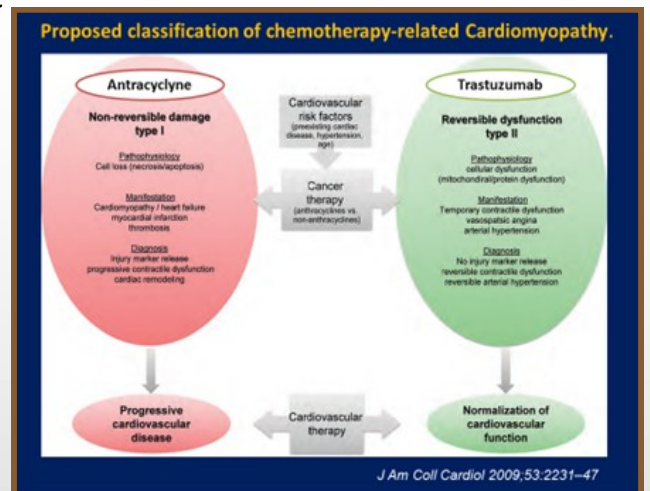 Proposed classification of chemotherapy-related Cardiomyopathy.
Antracyclyne
Non-reversible damage
type I
Pathophysiology
Cell loss (necrosis/apoptosis)
Manifestation
Cardiomyopathy / heart failure
myocardial infarction
thrombosis
Diagnosis
Injury marker release
progressive contractile dysfunction
cardiac remodeling
Progressive
cardiovascular
disease
Cardiovascular
risk factors
(preexisting cardiac
disease, hypertension,
age)
Cancer
therapy
(anthracyclines vs.
non-anthracyclines)
Cardiovascular
therapy
Trastuzumab
Reversible dysfunction
type II
Pathophysiology
cellular dysfunction
(mitochondiral/protein dysfunction)
Manifestation
Temporary contractile dysfunction
vasospatsic angina
arterial hypertension
Diagnosis
No injury marker release
reversible contractile dysfunction
reversible arterial hypertension
Normalization of
cardiovascular
function
J Am Coll Cardiol 2009;53:2231–47